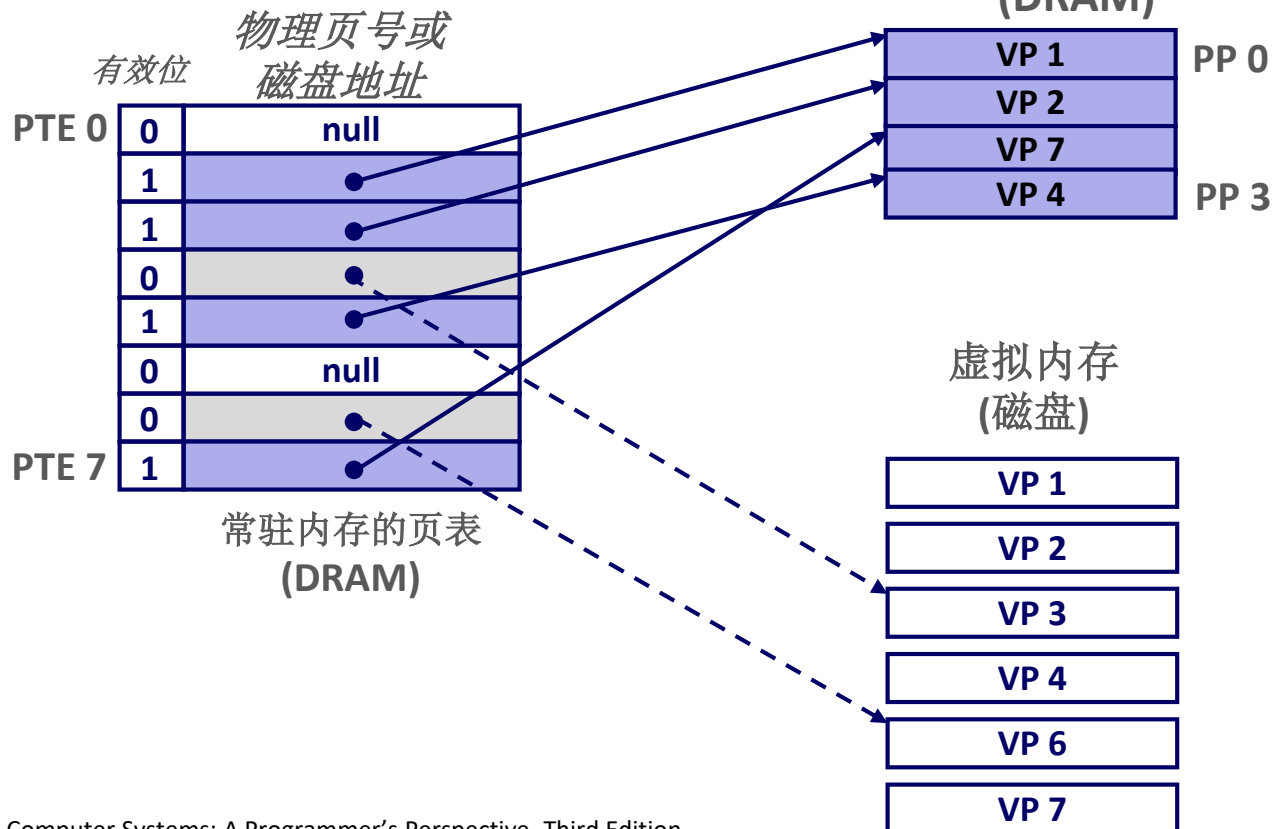 (DRAM)
物理页号或
磁盘地址
有效位
PTE 0
0
null
1
1
0
1
0
null
0
PTE 7
1
常驻内存的页表
(DRAM)
VP 1
PP 0
VP 2
VP 7
VP 4
PP 3
虚拟内存
(磁盘)
VP 1
VP 2
VP 3
VP 4
VP 6
VP 7
Computer Systems: A Programmer's Perspective, Third Edition